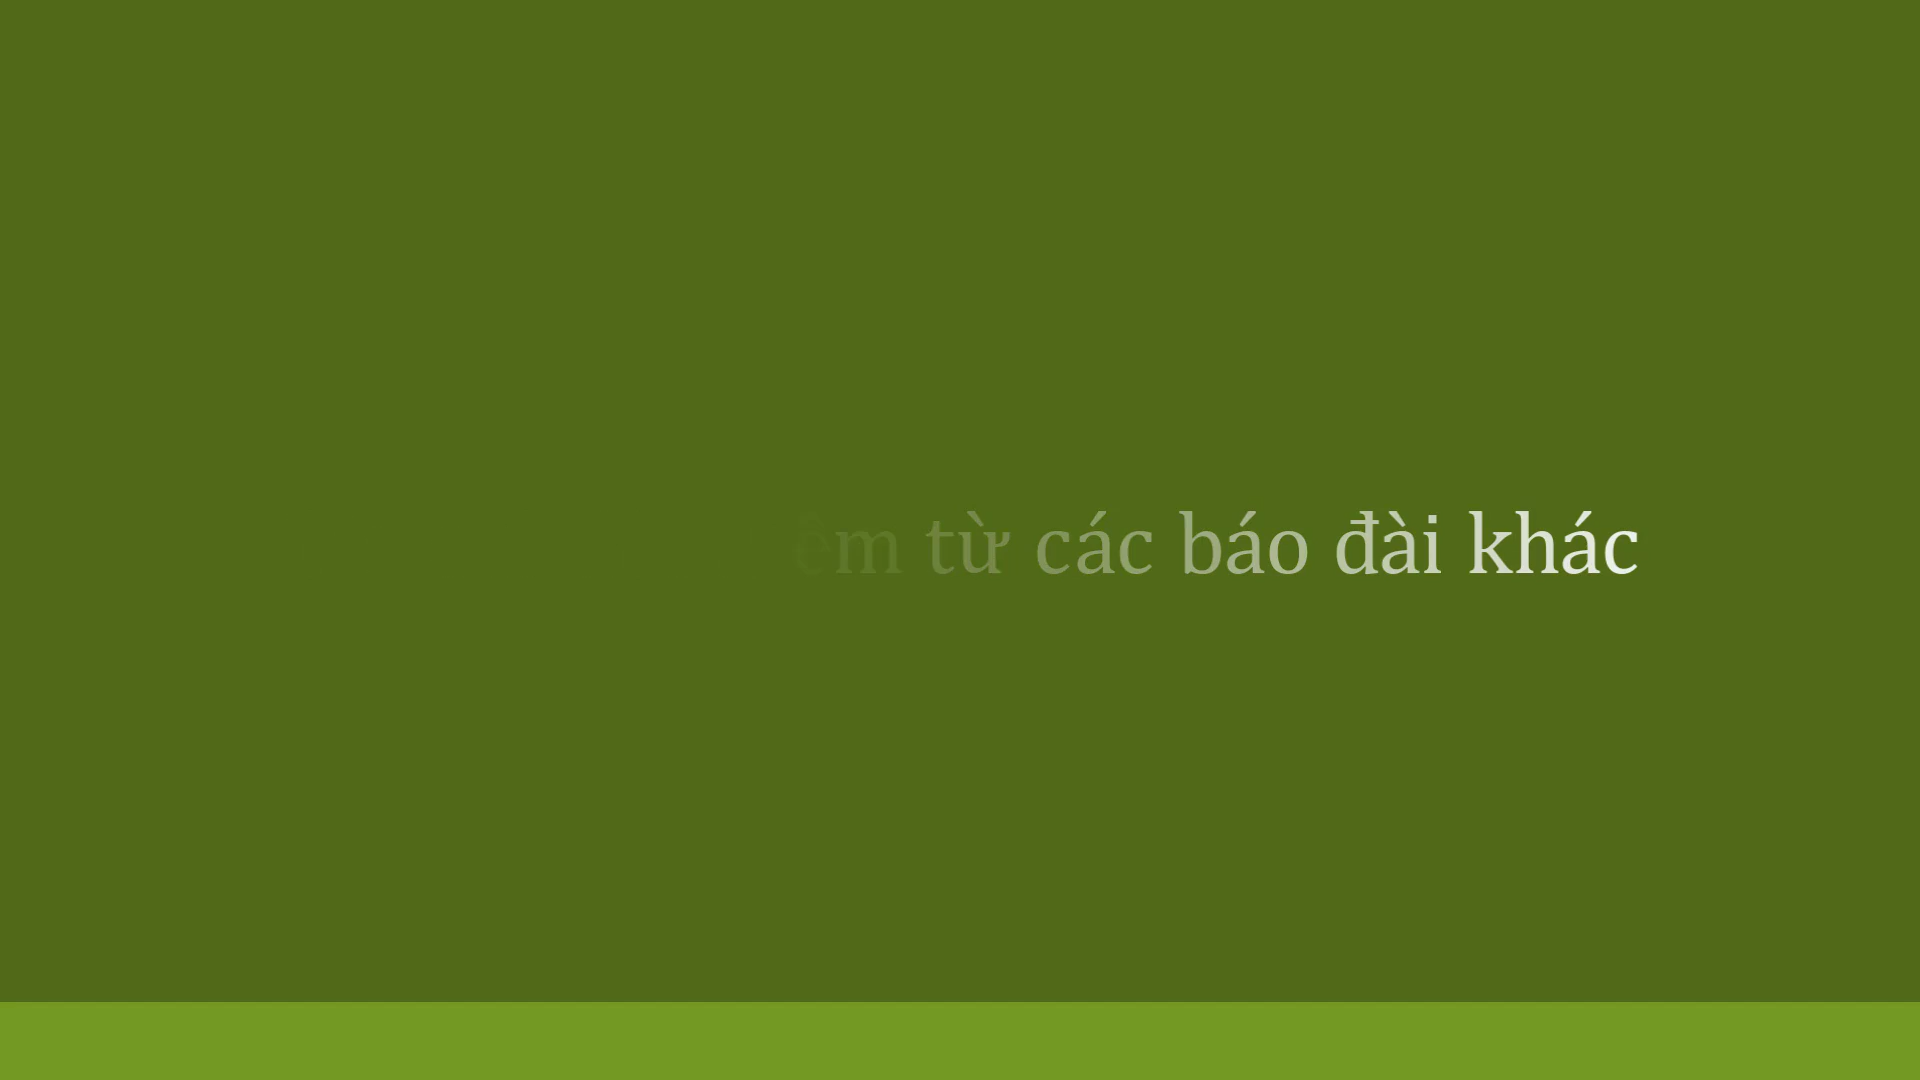 êm từ các báo đài khác